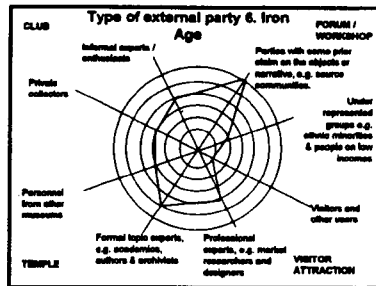 CLUB
Type of external party 6. Iron
Age
FORUM /
WORKSHOP
Informal experts /
enthusiasts
Parties with some prior
claim on the objects or
narrative, e.g. source
communities.
Private
collectors
Under
represented
groups e.g.
ethnic minorities
& people on low
incomes
Personnel
from other
museums
Visitors and
other users
Formal topic experts,
e.g. academics,
authors & archivists
Professional
experts, e.g. market
researchers and
designers
TEMPLE
VISITOR
ATTRACTION